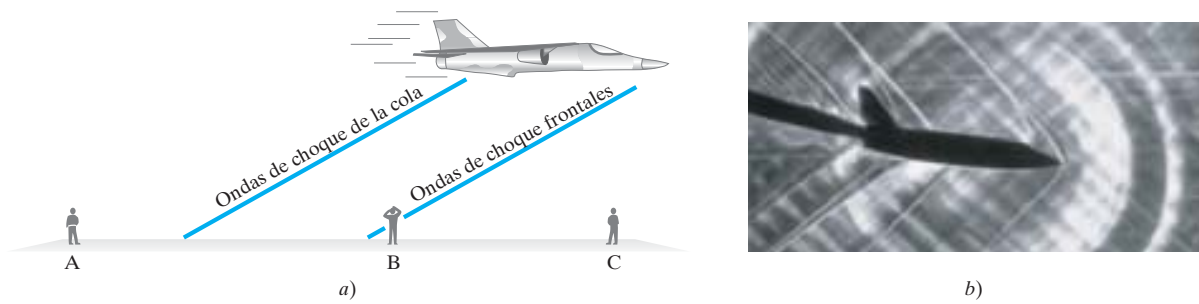 Ondas de choque de la cola
Ondas de choque frontales
A
B
C
a)
b)